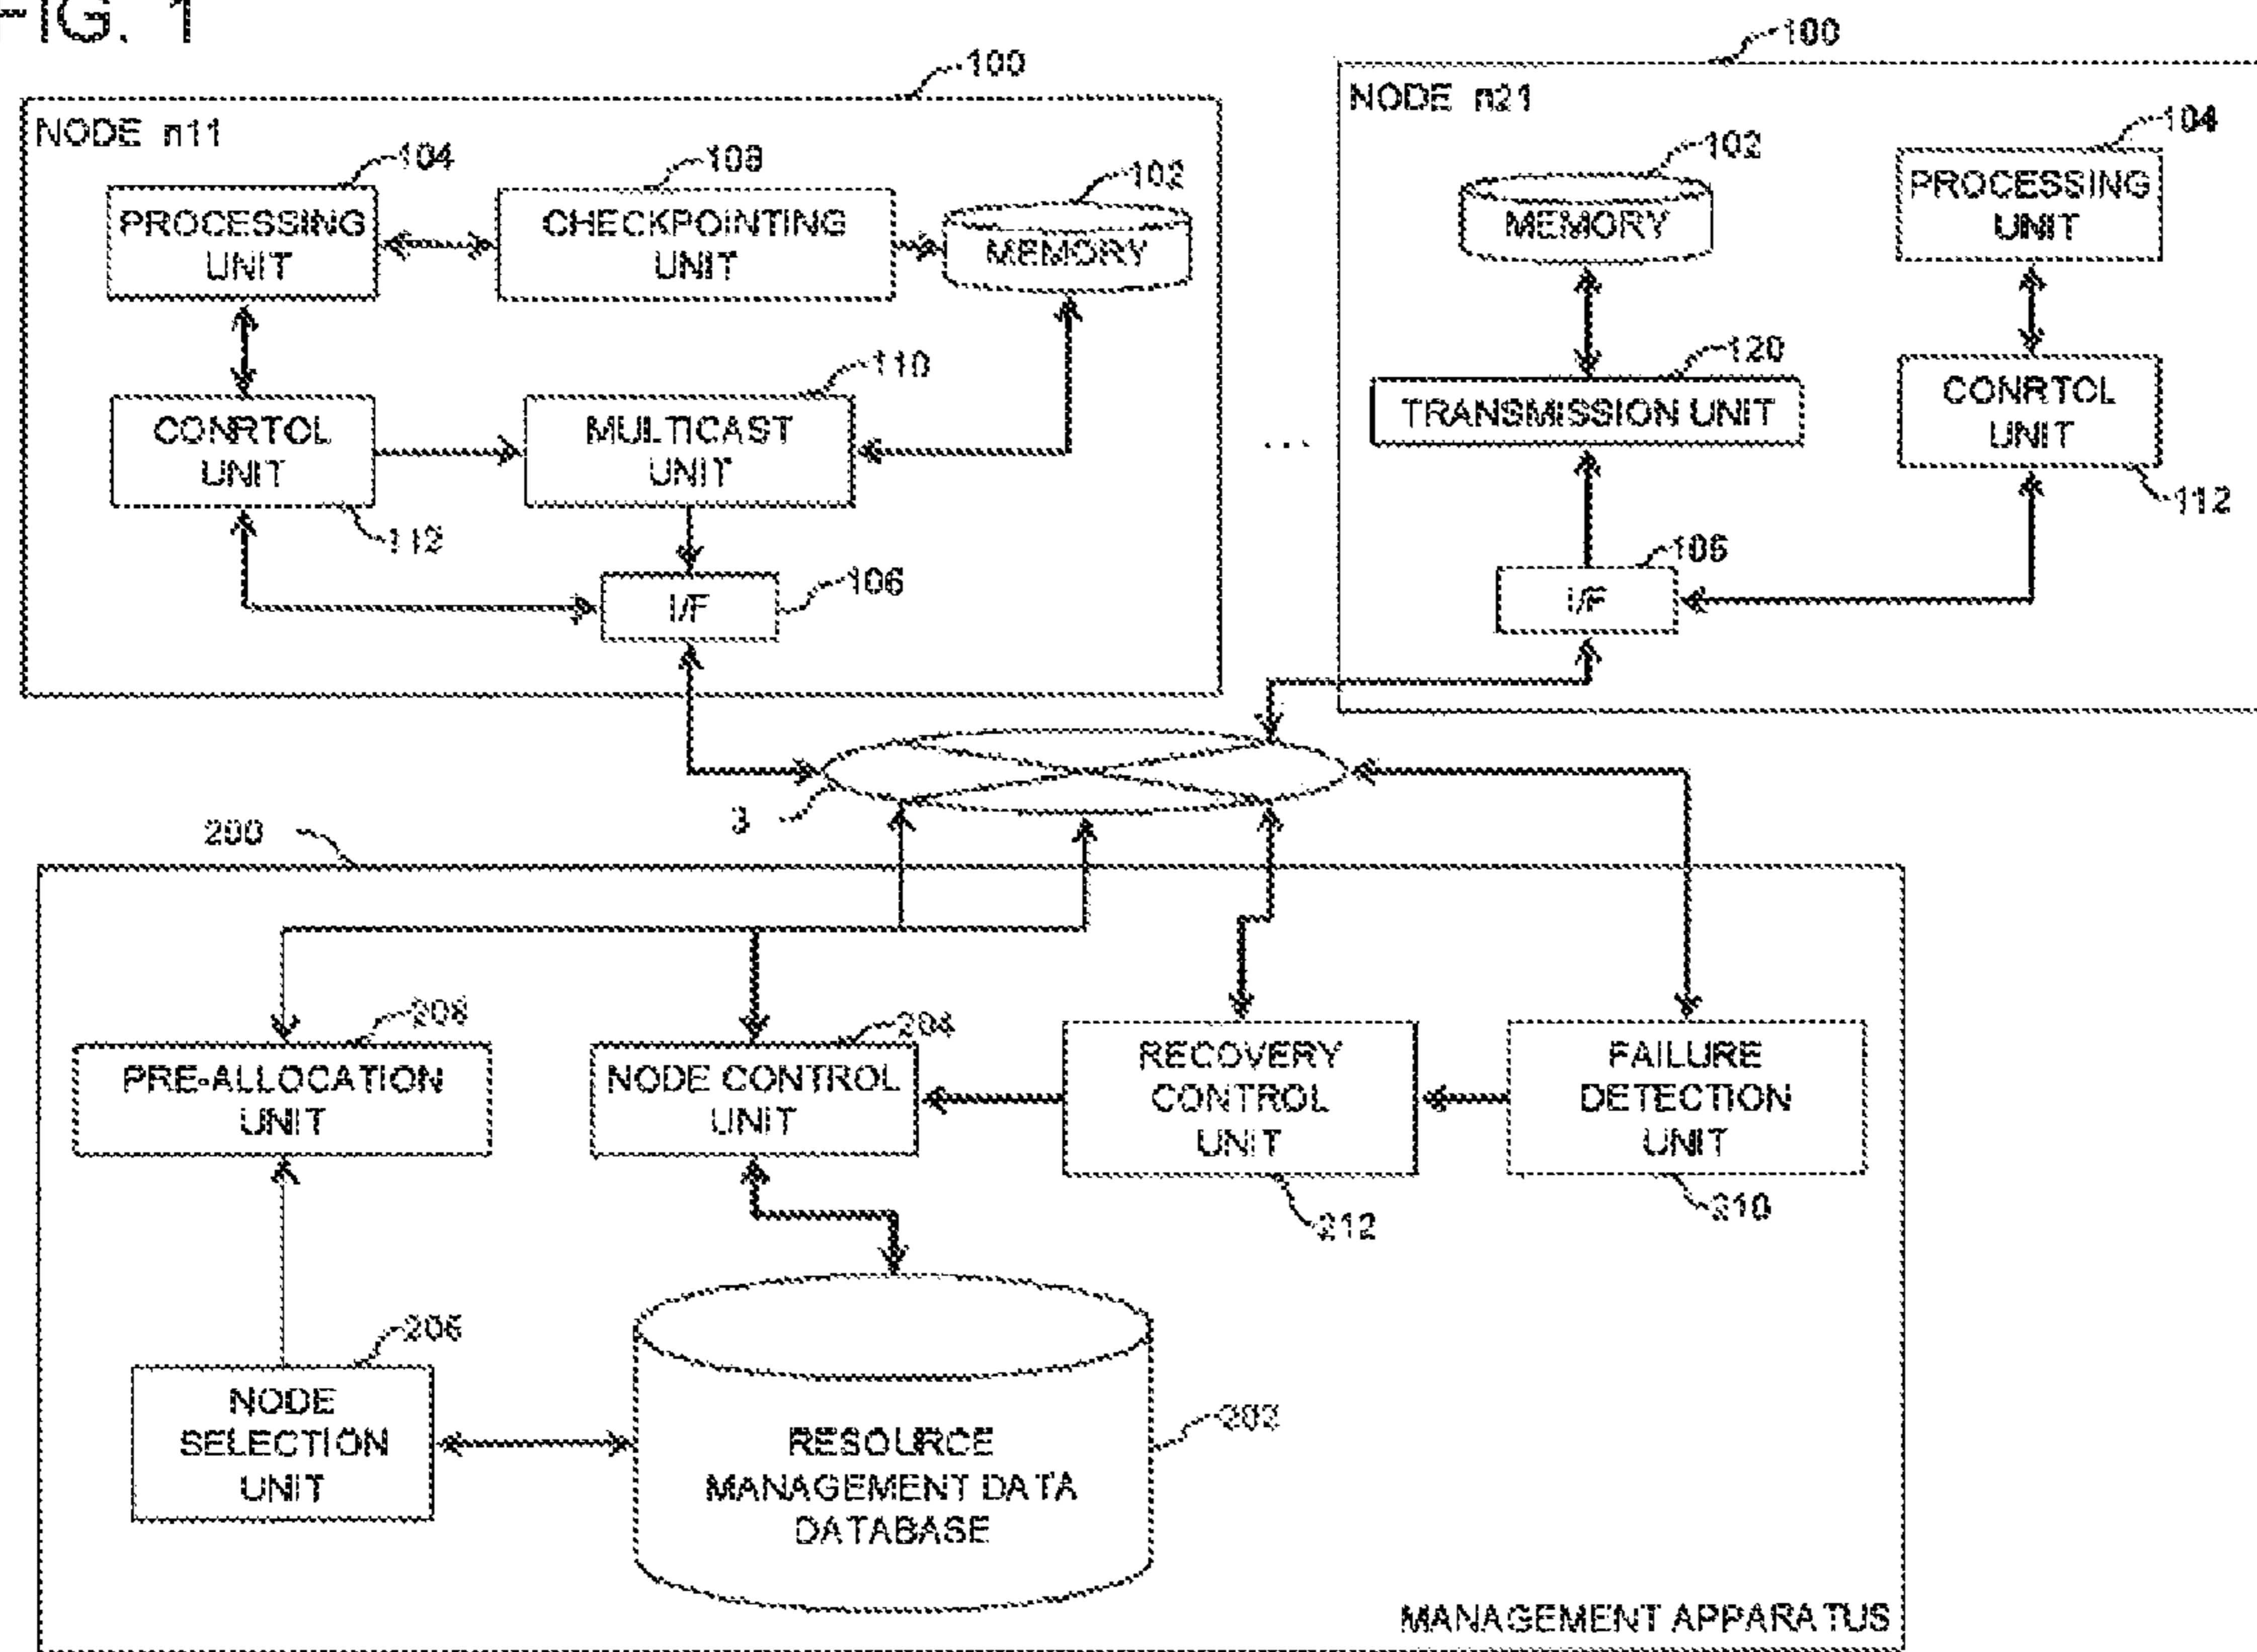 FIG. 1
100
NODE n11
104
108
102
PROCESSING
UNIT
CHECKPOINTING
UNIT
MEMORY
110
CONRTCL
UNIT
MULTICAST
UNIT
112
106
I/F
...
100
NODE n21
102
104
MEMORY
PROCESSING
UNIT
120
TRANSMISSION UNIT
CONRTCL
UNIT
112
106
I/F
3
200
208
PRE-ALLOCATION
UNIT
204
NODE CONTROL
UNIT
RECOVERY
CONTROL
UNIT
212
FAILURE
DETECTION
UNIT
210
206
NODE
SELECTION
UNIT
202
RESOURCE
MANAGEMENT DATA
DATABASE
MANAGEMENT APPARATUS